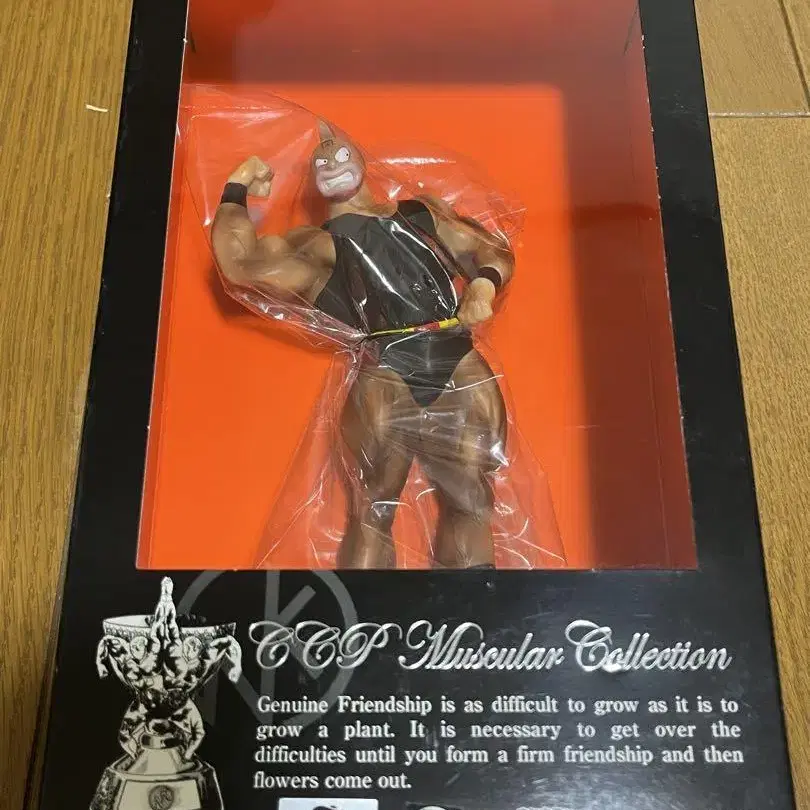 CCP Muscular Collection
Genuine Friendship is as difficult to grow as it is to
grow a plant. It is necessary to get over the
difficulties until you form a firm friendship and then
flowers come out.